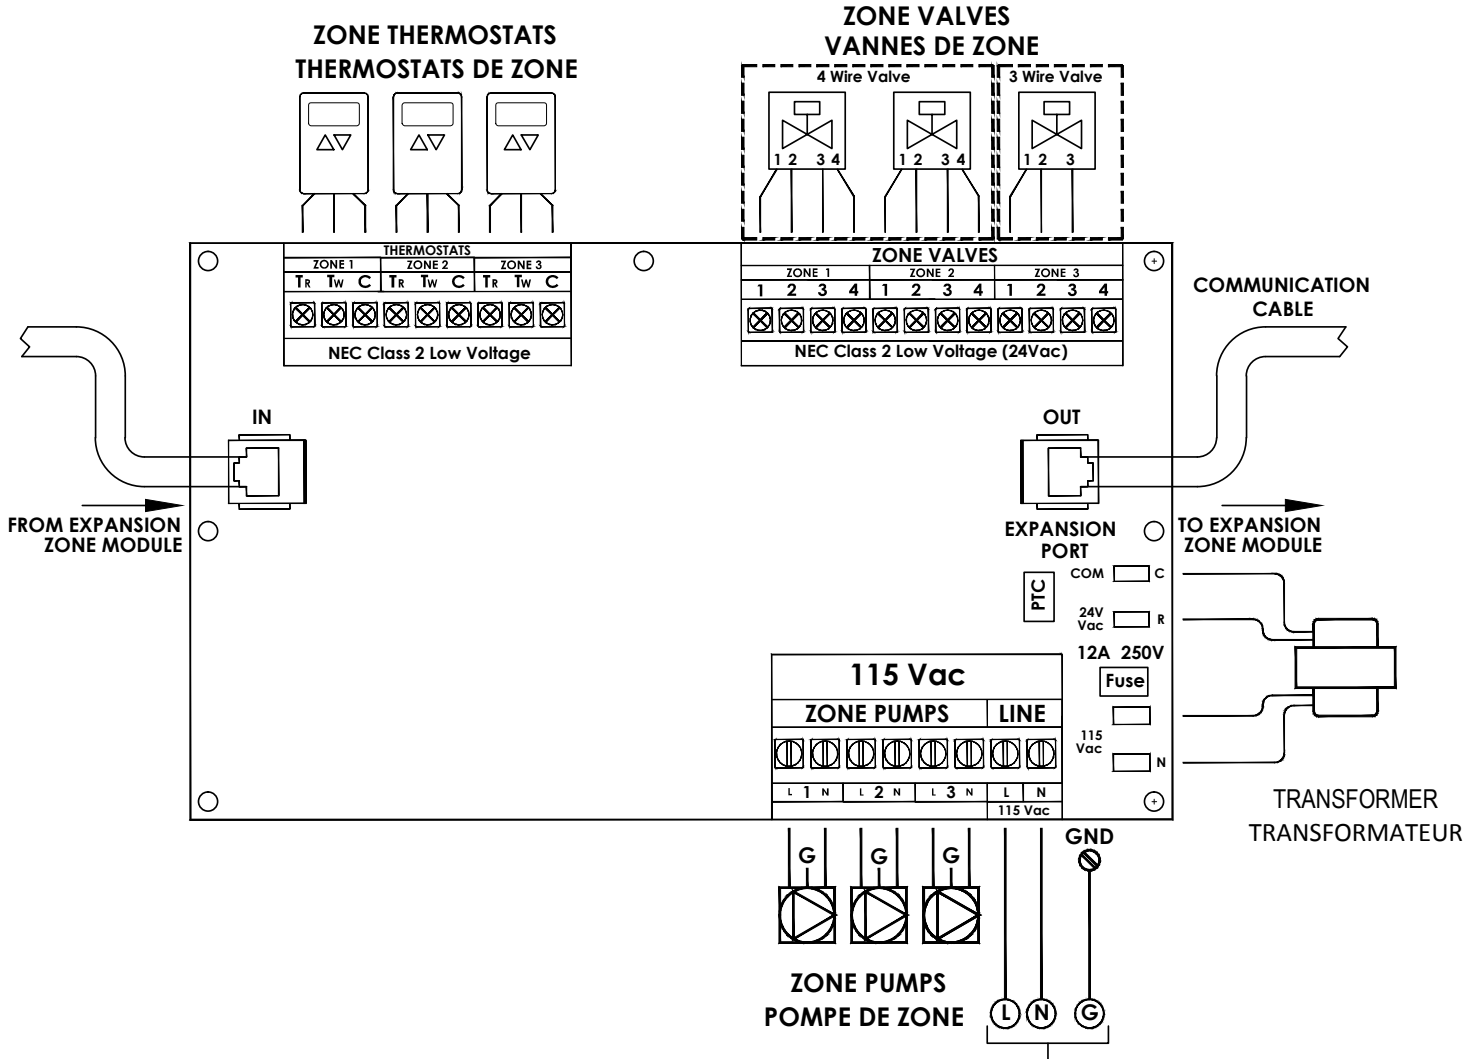 ZONE THERMOSTATS
THERMOSTATS DE ZONE
ZONE VALVES
VANNES DE ZONE
4 Wire Valve
3 Wire Valve
1 2 3 4
1 2 3 4
1 2 3
THERMOSTATS
ZONE 1 ZONE 2 ZONE 3
TR TW C TR TW C TR TW C
NEC Class 2 Low Voltage
ZONE VALVES
ZONE 1 ZONE 2 ZONE 3
1 2 3 4 1 2 3 4 1 2 3 4
NEC Class 2 Low Voltage (24Vac)
COMMUNICATION
CABLE
IN
OUT
FROM EXPANSION
ZONE MODULE
EXPANSION
PORT
TO EXPANSION
ZONE MODULE
PTC
COM C
24V
Vac
R
12A 250V
Fuse
115
Vac
N
115 Vac
ZONE PUMPS LINE
L 1 N L 2 N L 3 N L N
115 Vac
TRANSFORMER
TRANSFORMATEUR
GND
G G G
ZONE PUMPS
POMPE DE ZONE
L N G